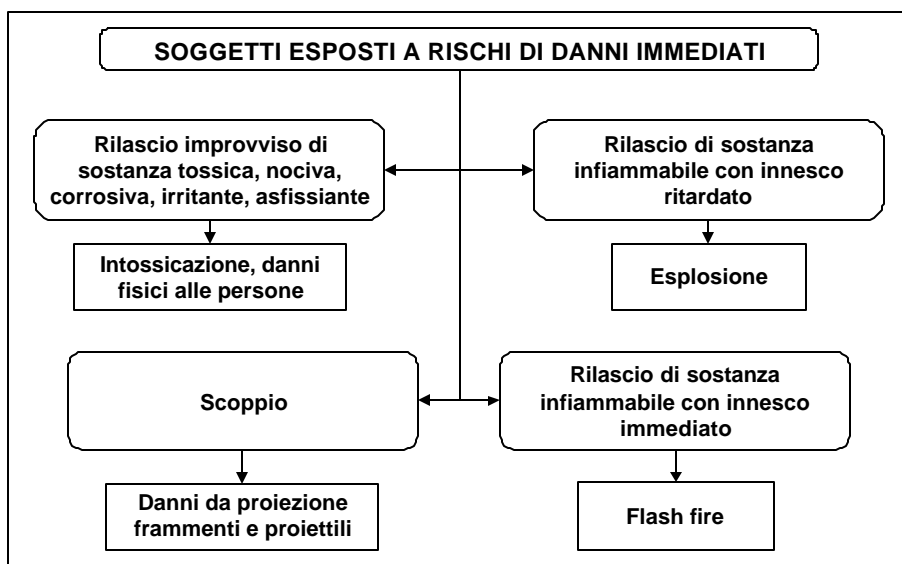 SOGGETTI ESPOSTI A RISCHI DI DANNI IMMEDIATI
Rilascio improvviso di
sostanza tossica, nociva,
corrosiva, irritante, asfissiante
Rilascio di sostanza
infiammabile con innesco
ritardato
Intossicazione, danni
fisici alle persone
Esplosione
Scoppio
Rilascio di sostanza
infiammabile con innesco
immediato
Danni da proiezione
frammenti e proiettili
Flash fire